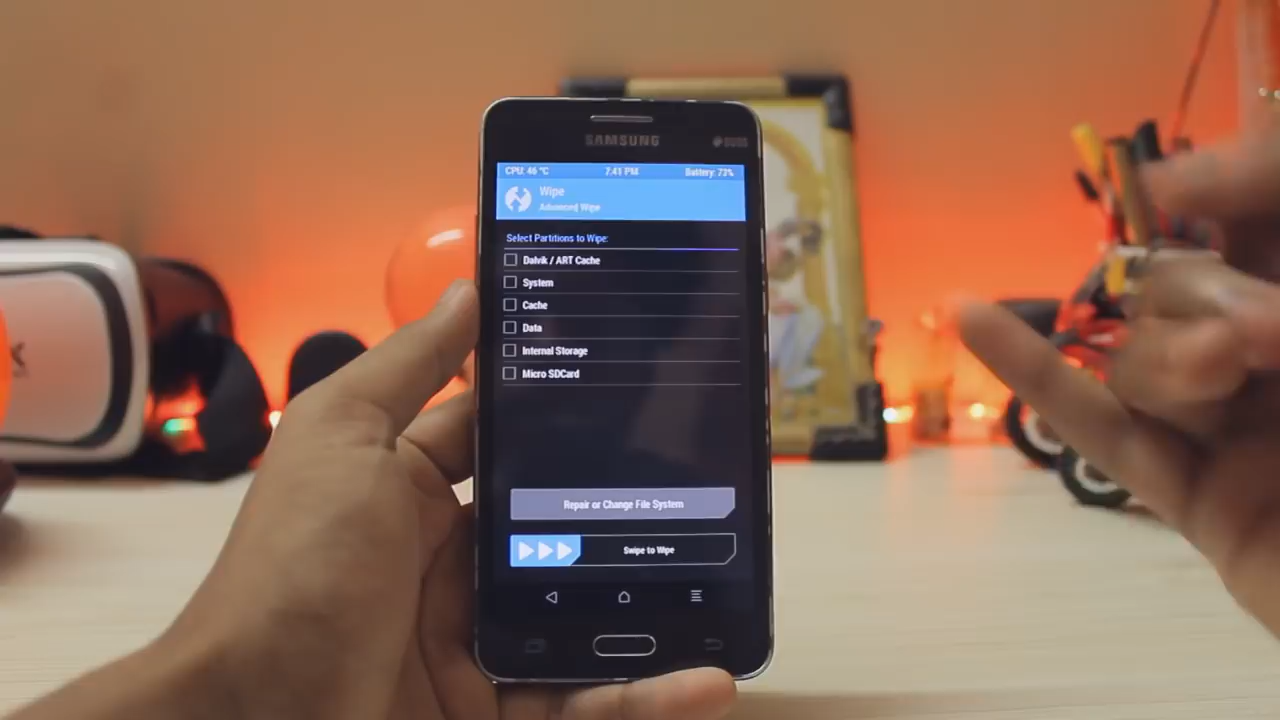 SAMSUNG
DUOS
CPU: 46 °C 7:41 PM Battery: 73%
Wipe
Advanced Wipe
Select Partitions to Wipe:
Dalvik / ART Cache
System
Cache
Data
Internal Storage
Micro SDCard
Repair or Change File System
Swipe to Wipe